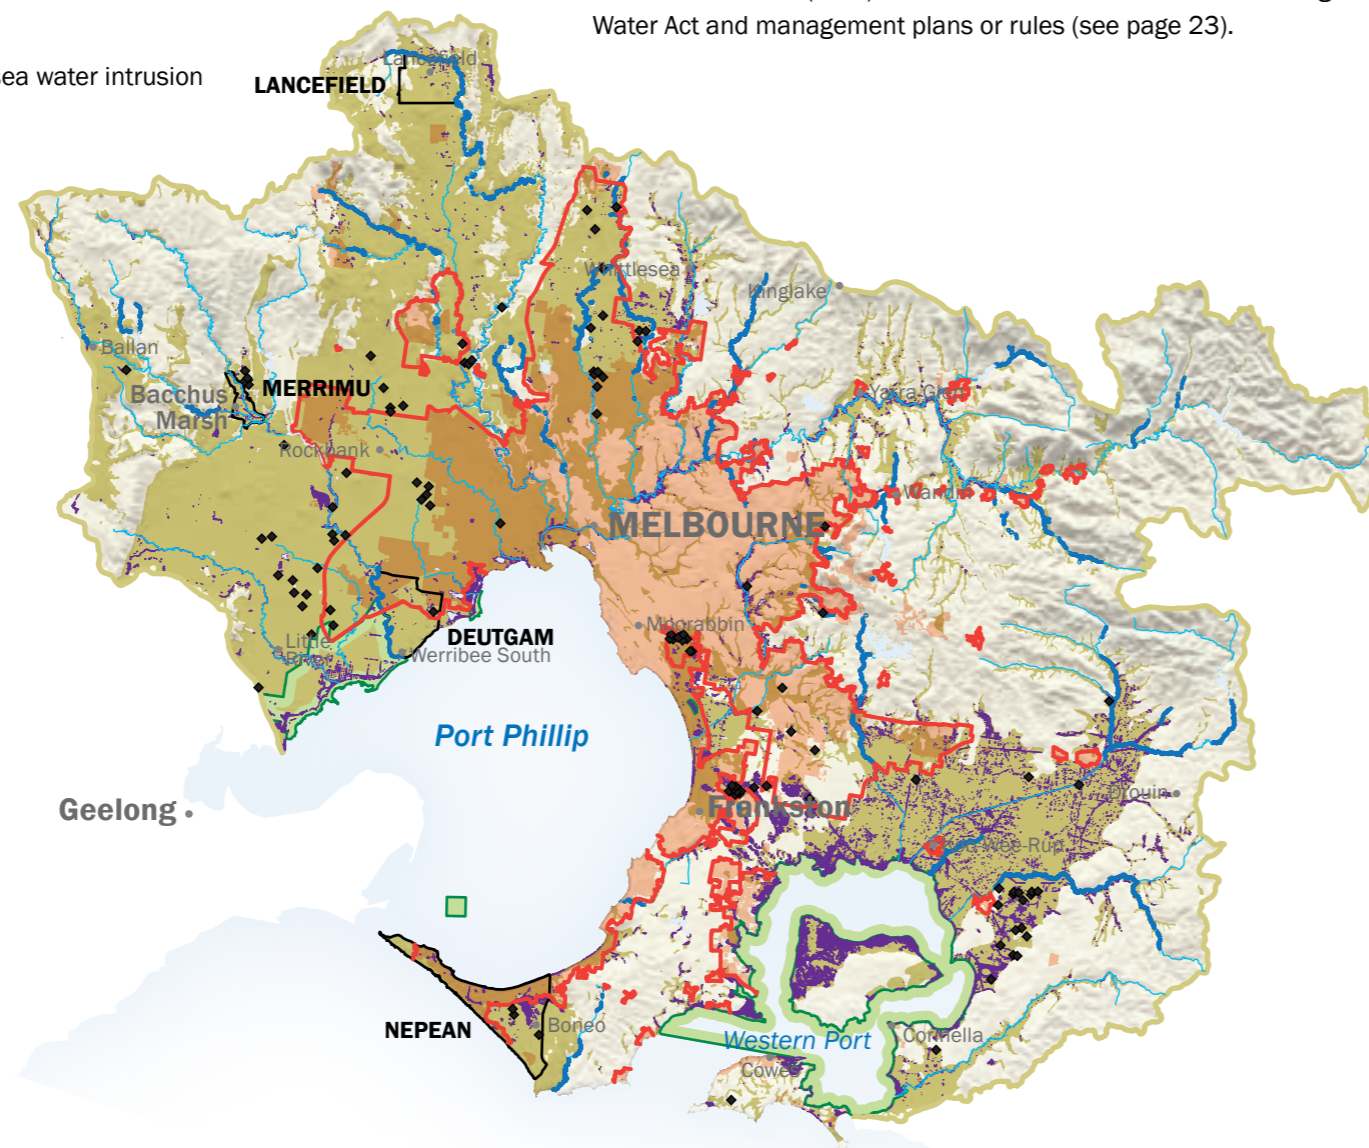 Water Act and management plans or rules (see page 23).
sea water intrusion
Lancefield
LANCEFIELD
Whittlesea
Kinglake
Ballan
MERRIMU
Bacchus
Marsh
Yarra Glen
Rockbank
Wandin
MELBOURNE
Moorabbin
DEUTGAM
Little
River
Werribee South
Port Phillip
Geelong
Frankston
Drouin
Koo-Wee-Rup
NEPEAN
Boneo
Western Port
Corinella
Cowes